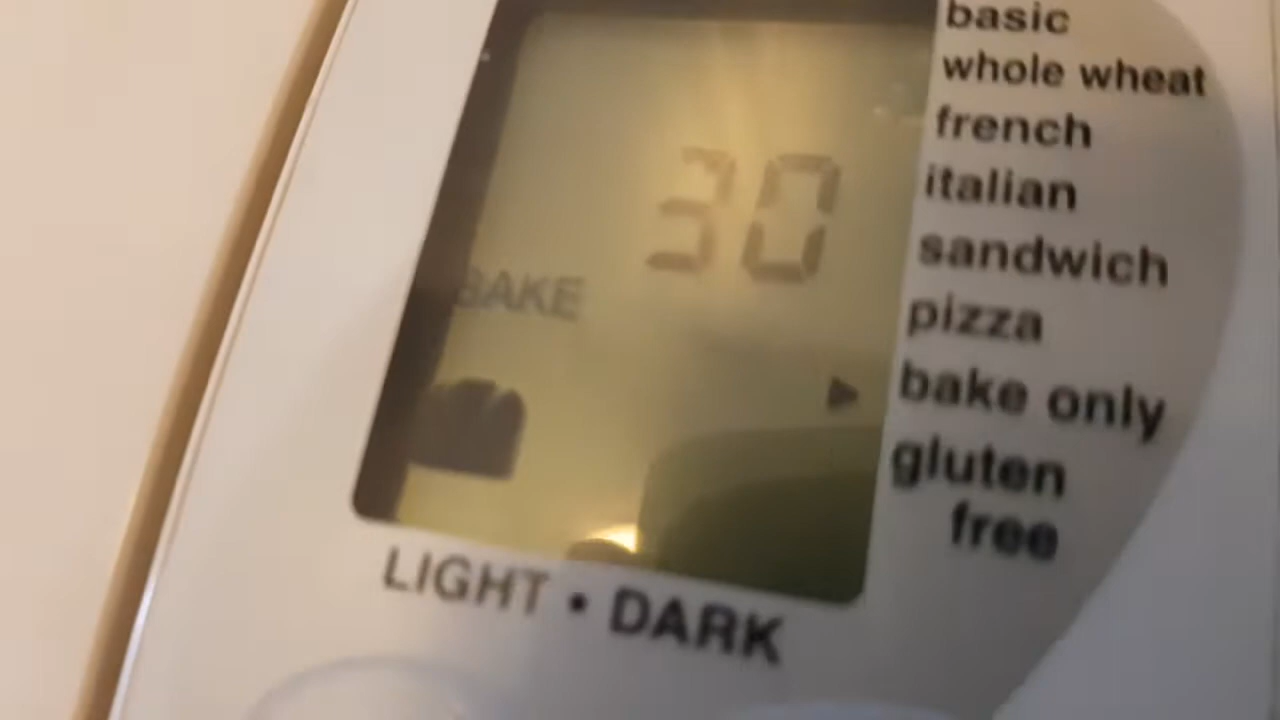 basic
whole wheat
french
italian
sandwich
pizza
bake only
gluten
free
30
BAKE
LIGHT • DARK